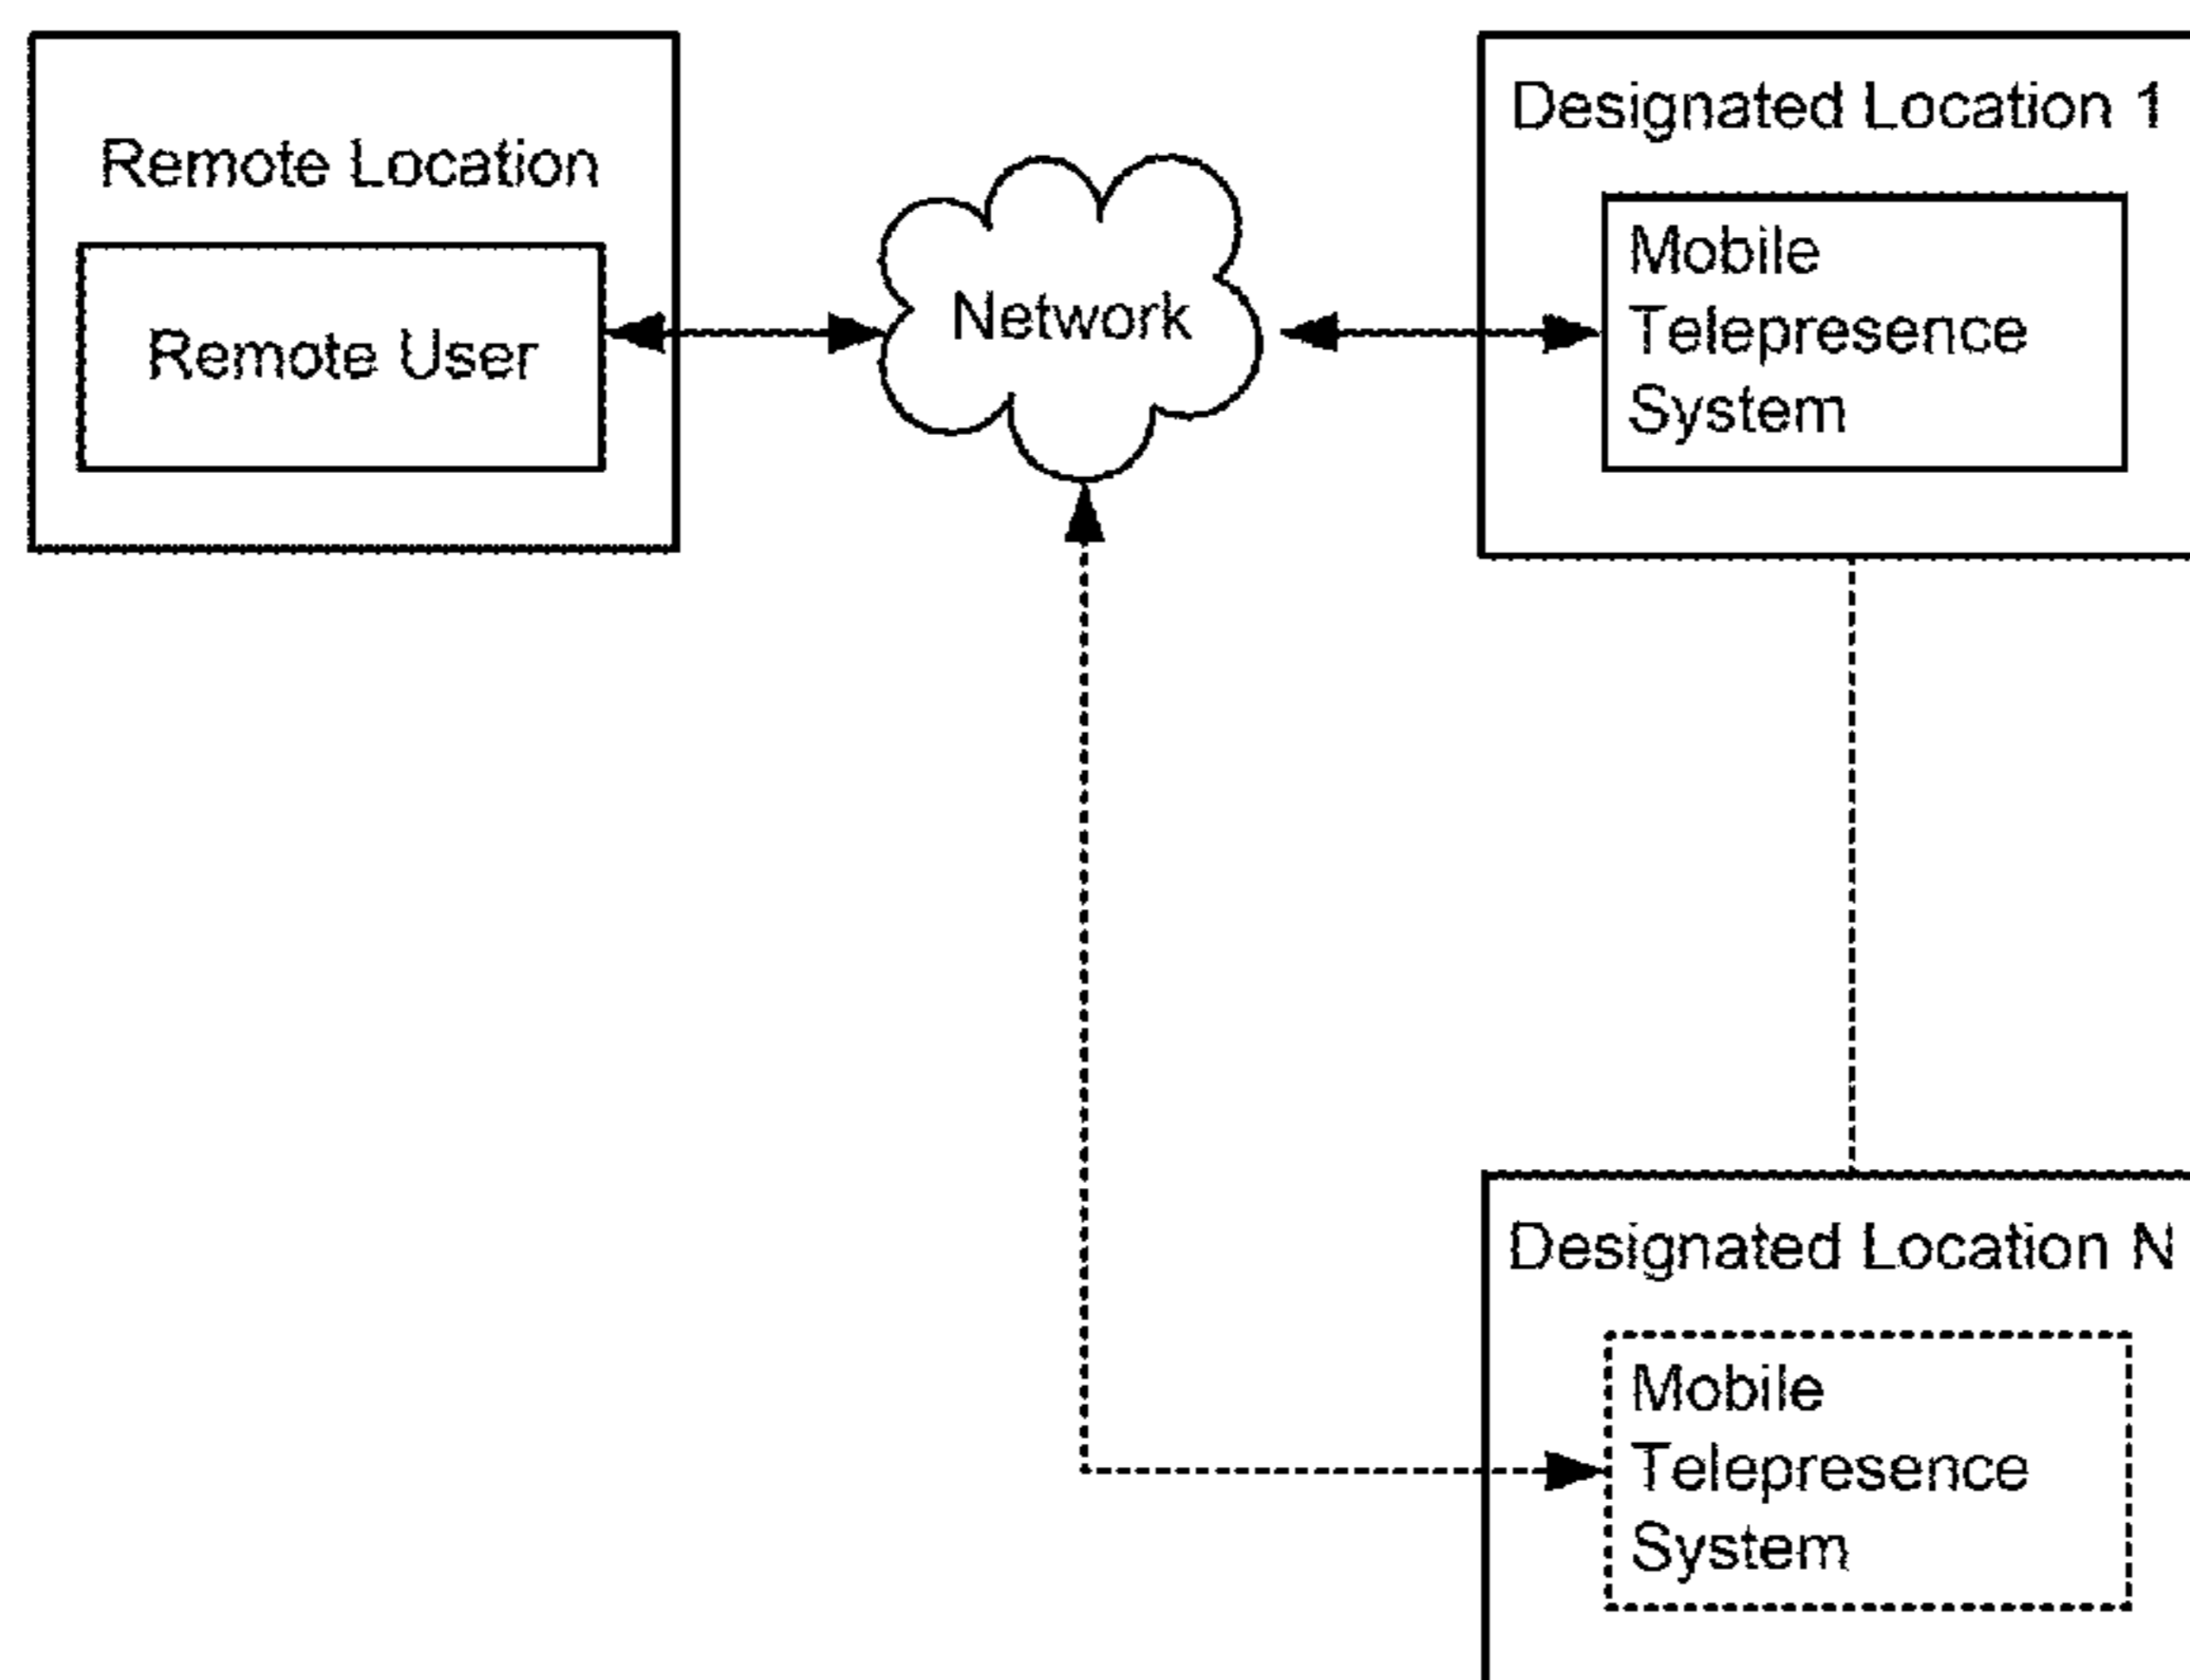 Remote Location
Remote User
Network
Designated Location 1
Mobile
Telepresence
System
Designated Location N
Mobile
Telepresence
System